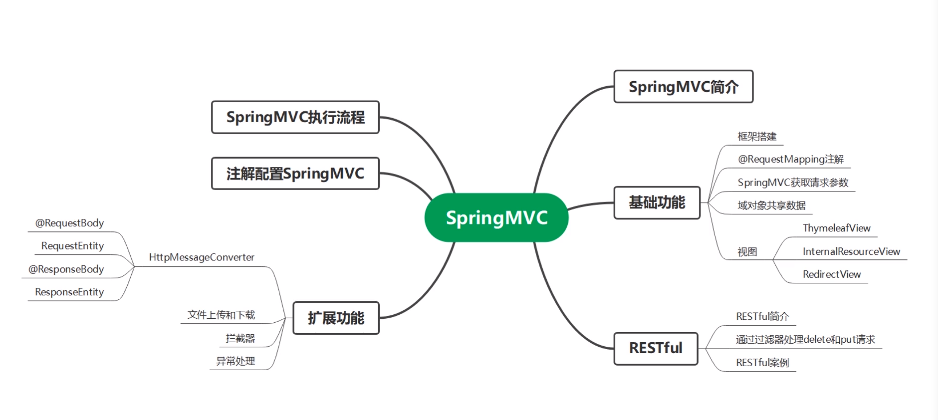 SpringMVC
SpringMVC简介
基础功能
框架搭建
@RequestMapping注解
SpringMVC获取请求参数
域对象共享数据
视图
ThymeleafView
InternalResourceView
RedirectView
RESTful
RESTful简介
通过过滤器处理delete和put请求
RESTful案例
扩展功能
HttpMessageConverter
@RequestBody
RequestEntity
@ResponseBody
ResponseEntity
文件上传和下载
拦截器
异常处理
注解配置SpringMVC
SpringMVC执行流程